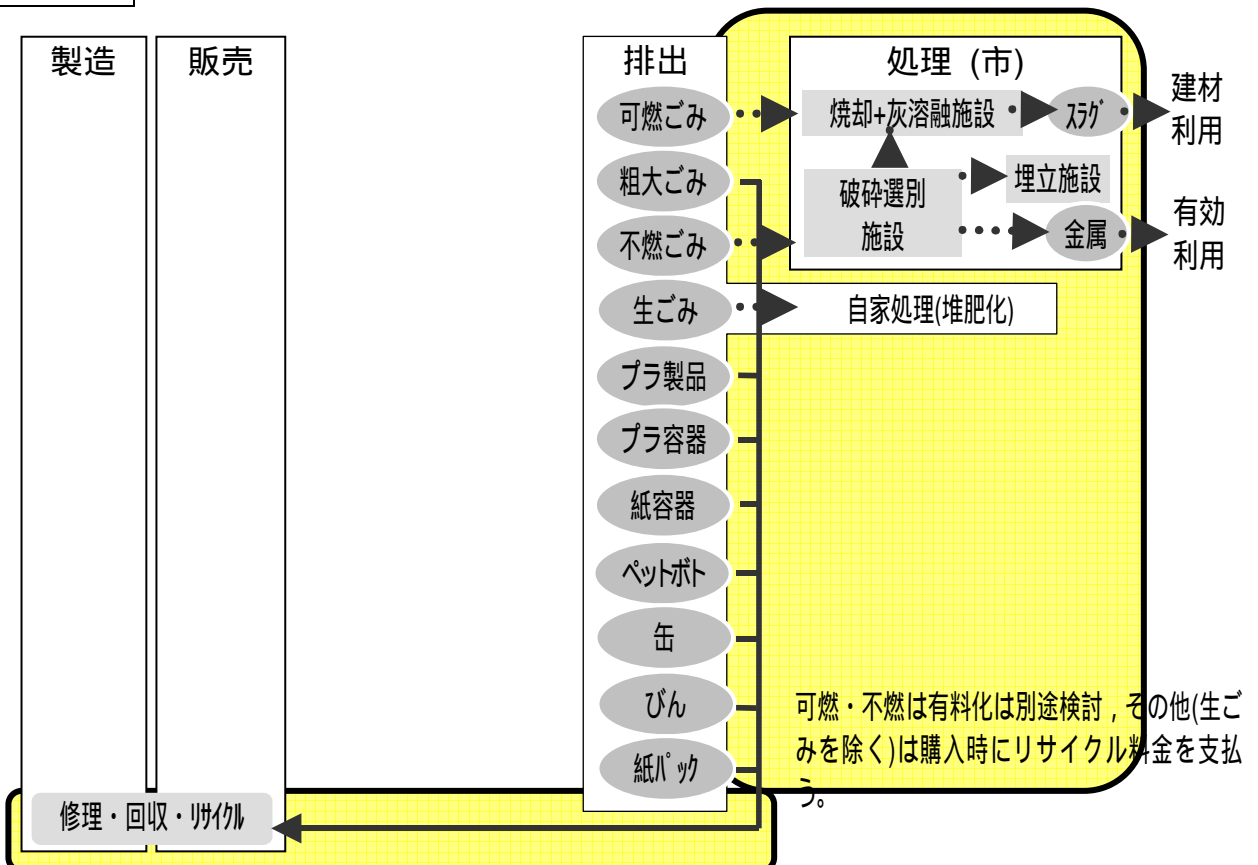 製造
販売
排出
処理 (市)
可燃ごみ
焼却+灰溶融施設
ｽﾗｸﾞ
建材
利用
粗大ごみ
破砕選別
施設
埋立施設
不燃ごみ
金属
有効
利用
生ごみ
自家処理(堆肥化)
プラ製品
プラ容器
紙容器
ペットボト
缶
びん
紙パック
可燃・不燃は有料化は別途検討，その他(生ご
みを除く)は購入時にリサイクル料金を支払
う。
修理・回収・ﾘｻｲｸﾙ